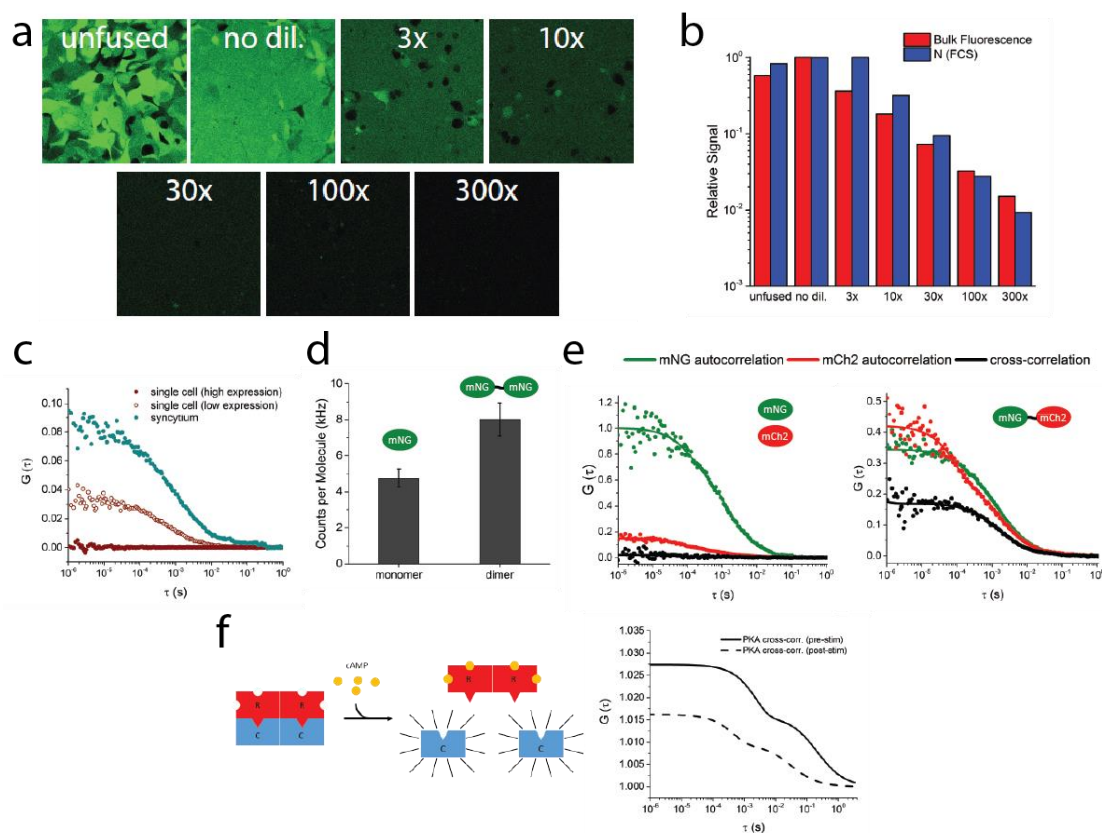 a
unfused
no dil.
3x
10x
30x
100x
300x
b
Bulk Fluorescence
N (FCS)
Relative Signal
10⁰
10⁻¹
10⁻²
10⁻³
unfused no dil. 3x 10x 30x 100x 300x
c
single cell (high expression)
single cell (low expression)
syncytium
G (τ)
0.10
0.08
0.06
0.04
0.02
0.00
10⁻⁶ 10⁻⁵ 10⁻⁴ 10⁻³ 10⁻² 10⁻¹ 10⁰
τ (s)
d
Counts per Molecule (kHz)
10
8
6
4
2
0
mNG
mNG mNG
monomer dimer
e
mNG autocorrelation mCh2 autocorrelation cross-correlation
G (τ)
1.2
1.0
0.8
0.6
0.4
0.2
0.0
mNG
mCh2
10⁻⁶ 10⁻⁵ 10⁻⁴ 10⁻³ 10⁻² 10⁻¹ 10⁰
τ (s)
G (τ)
0.5
0.4
0.3
0.2
0.1
0.0
mNG mCh2
10⁻⁶ 10⁻⁵ 10⁻⁴ 10⁻³ 10⁻² 10⁻¹ 10⁰
τ (s)
f
cAMP
R R
C C
R R
C C
PKA cross-corr. (pre-stim)
PKA cross-corr. (post-stim)
G (τ)
1.035
1.030
1.025
1.020
1.015
1.010
1.005
1.000
10⁻⁶ 10⁻⁵ 10⁻⁴ 10⁻³ 10⁻² 10⁻¹ 10⁰
τ (s)